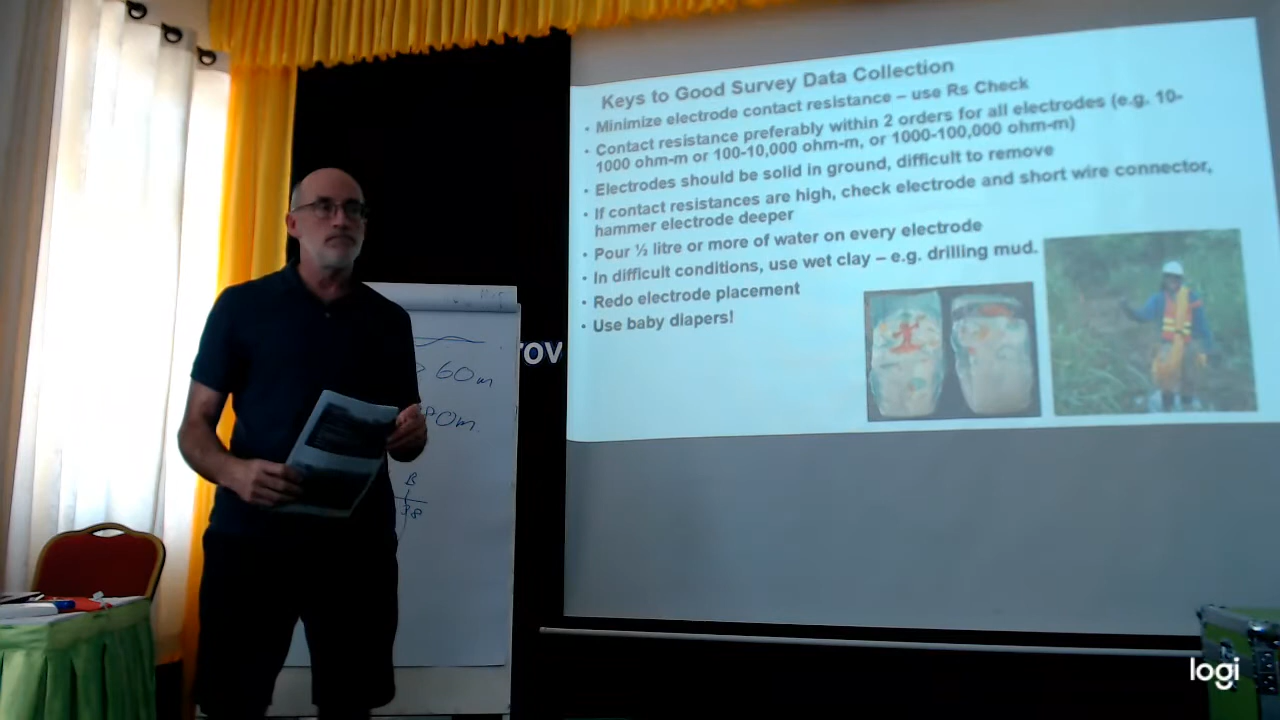 Keys to Good Survey Data Collection
• Minimize electrode contact resistance – use Rs Check
• Contact resistance preferably within 2 orders for all electrodes (e.g. 10-
1000 ohm-m or 100-10,000 ohm-m, or 1000-100,000 ohm-m)
• Electrodes should be solid in ground, difficult to remove
• If contact resistances are high, check electrode and short wire connector,
hammer electrode deeper
• Pour ½ litre or more of water on every electrode
• In difficult conditions, use wet clay – e.g. drilling mud.
• Redo electrode placement
• Use baby diapers!
rov
60m
80m
B
38
logi